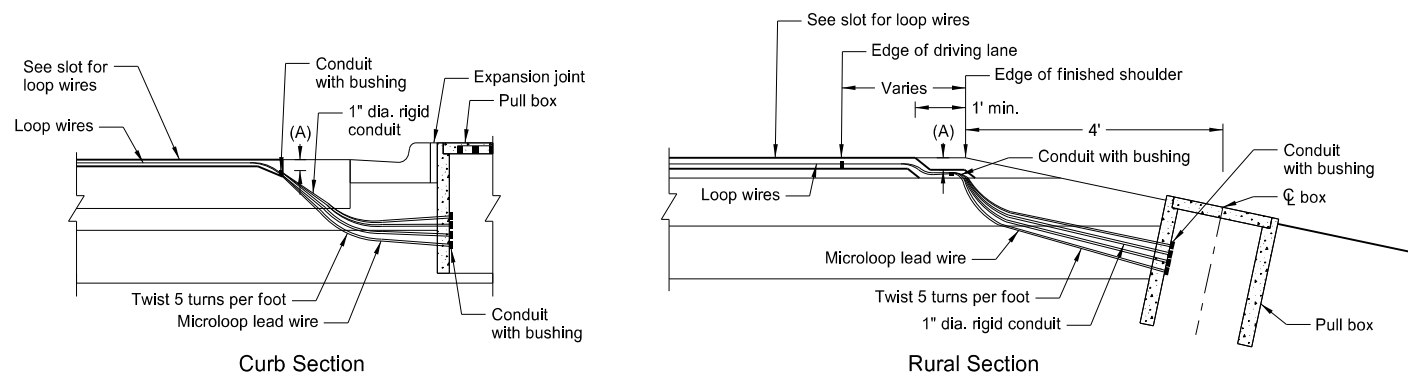 See slot for
loop wires
Loop wires
Conduit
with bushing
1" dia. rigid
conduit
(A)
Expansion joint
Pull box
Twist 5 turns per foot
Microloop lead wire
Conduit
with bushing
Curb Section
See slot for loop wires
Edge of driving lane
Edge of finished shoulder
Varies
1' min.
(A)
4'
Conduit with bushing
Loop wires
Conduit
with bushing
℄ box
Microloop lead wire
Twist 5 turns per foot
1" dia. rigid conduit
Pull box
Rural Section